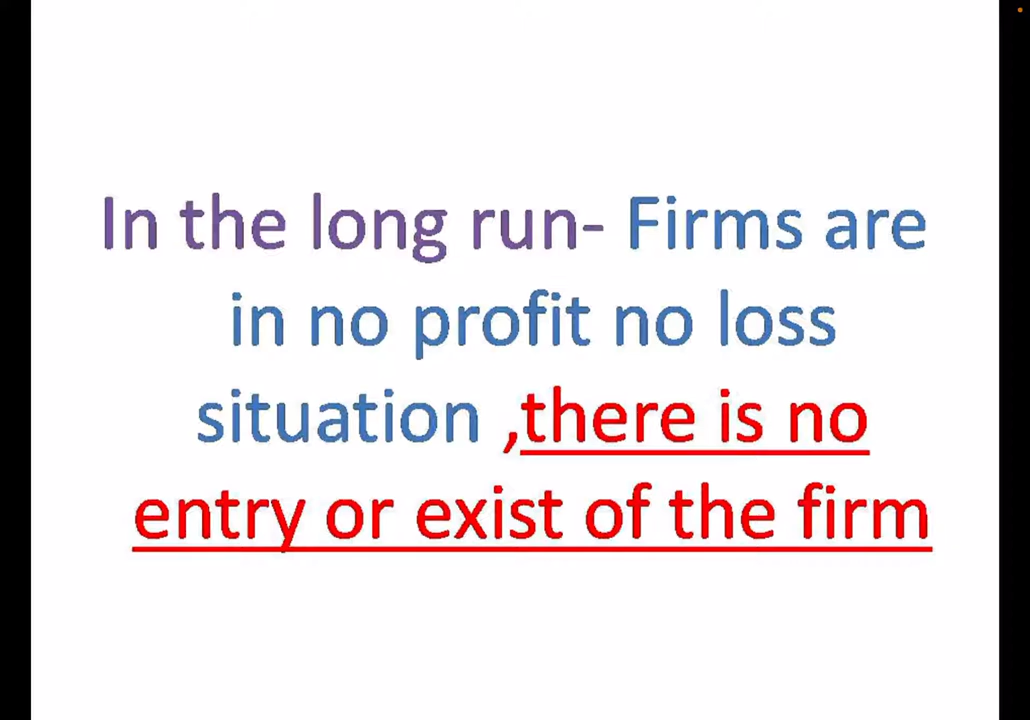 In the long run- Firms are
in no profit no loss
situation ,there is no
entry or exist of the firm